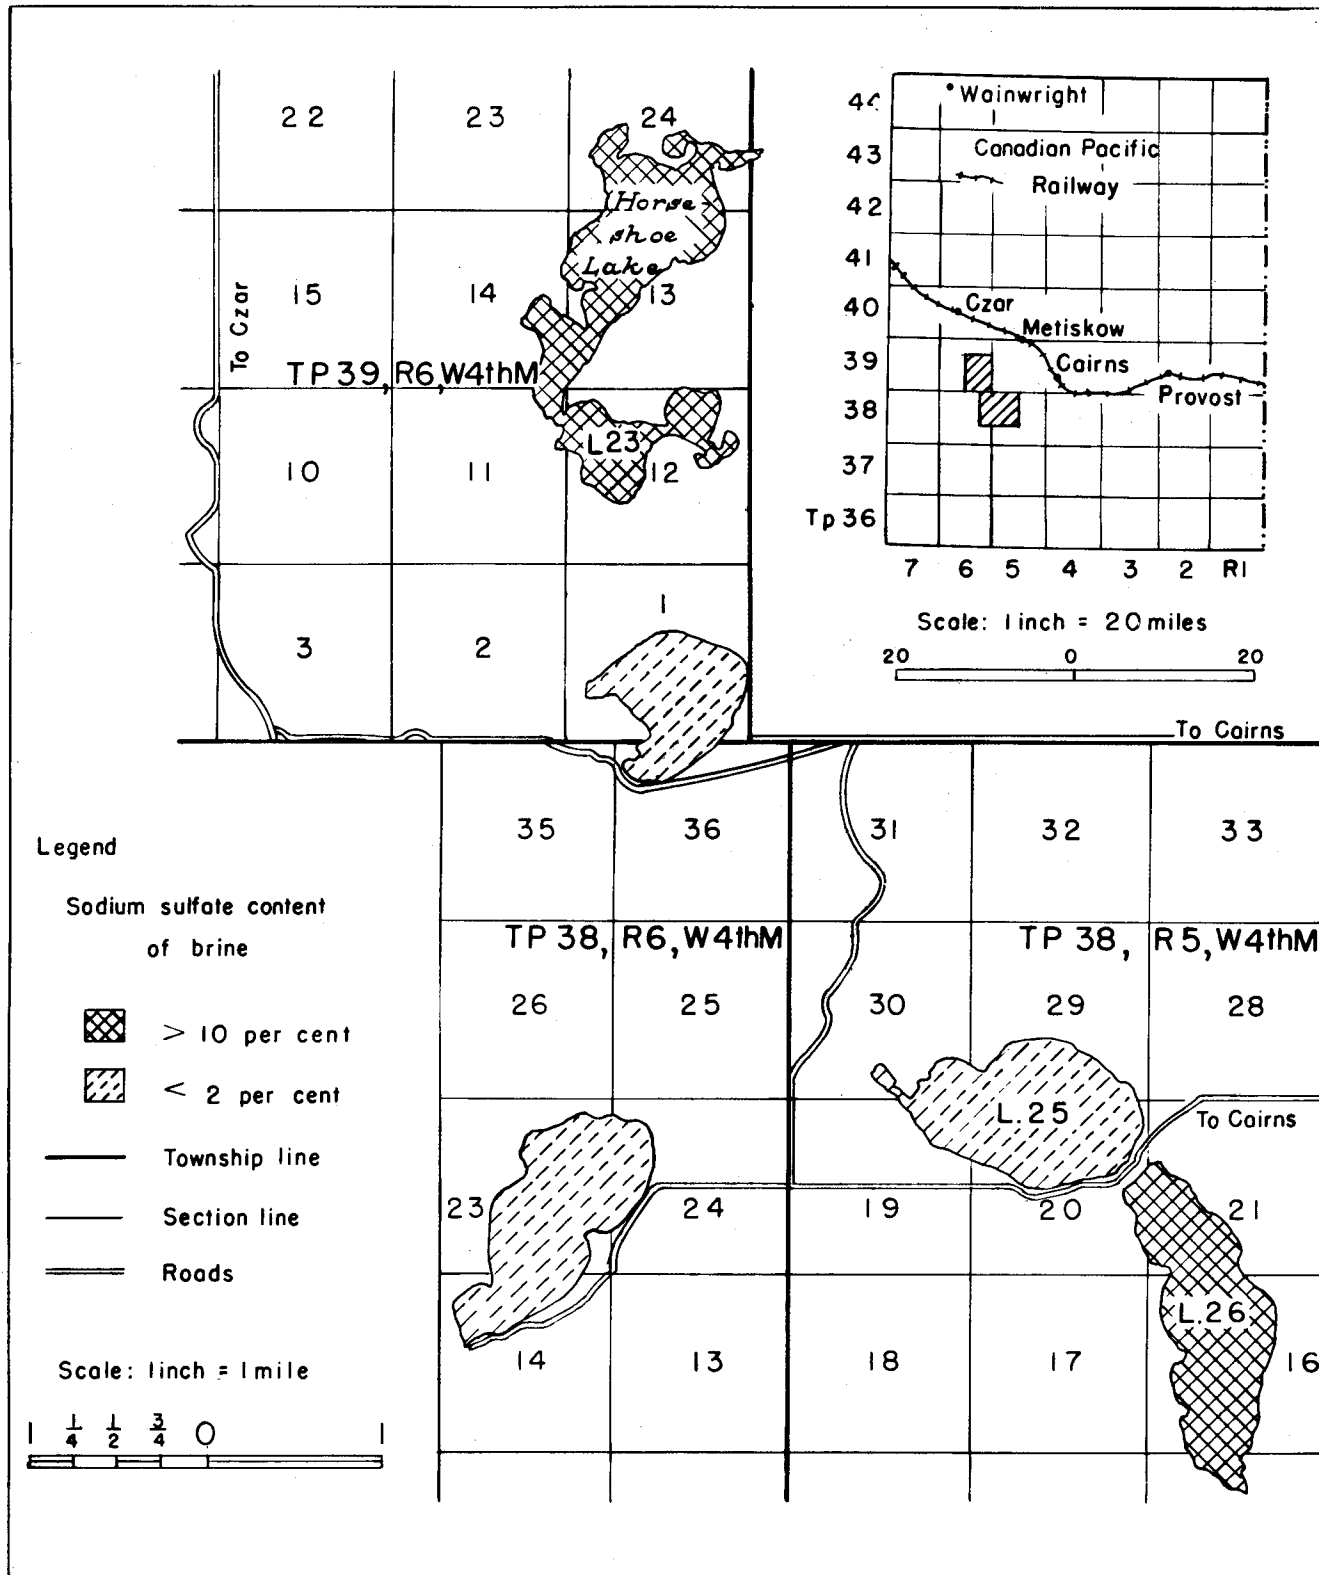 22 23 24
Horse-
shoe
Lake
15 14 13
To Czar
TP 39, R6, W4thM
L23
10 11 12
3 2 1
44 Wainwright
43 Canadian Pacific
Railway
42
41
40 Czar
Metiskow
39 Cairns
38 Provost
37
Tp 36
7 6 5 4 3 2 R1
Scale: 1 inch = 20 miles
20 0 20
To Cairns
35 36 31 32 33
TP 38, R6, W4thM TP 38, R5, W4thM
26 25 30 29 28
L.25
To Cairns
23 24 19 20 21
L.26
14 13 18 17 16
Legend
Sodium sulfate content
of brine
> 10 per cent
< 2 per cent
Township line
Section line
Roads
Scale: 1 inch = 1 mile
1 1/4 1/2 3/4 0 1